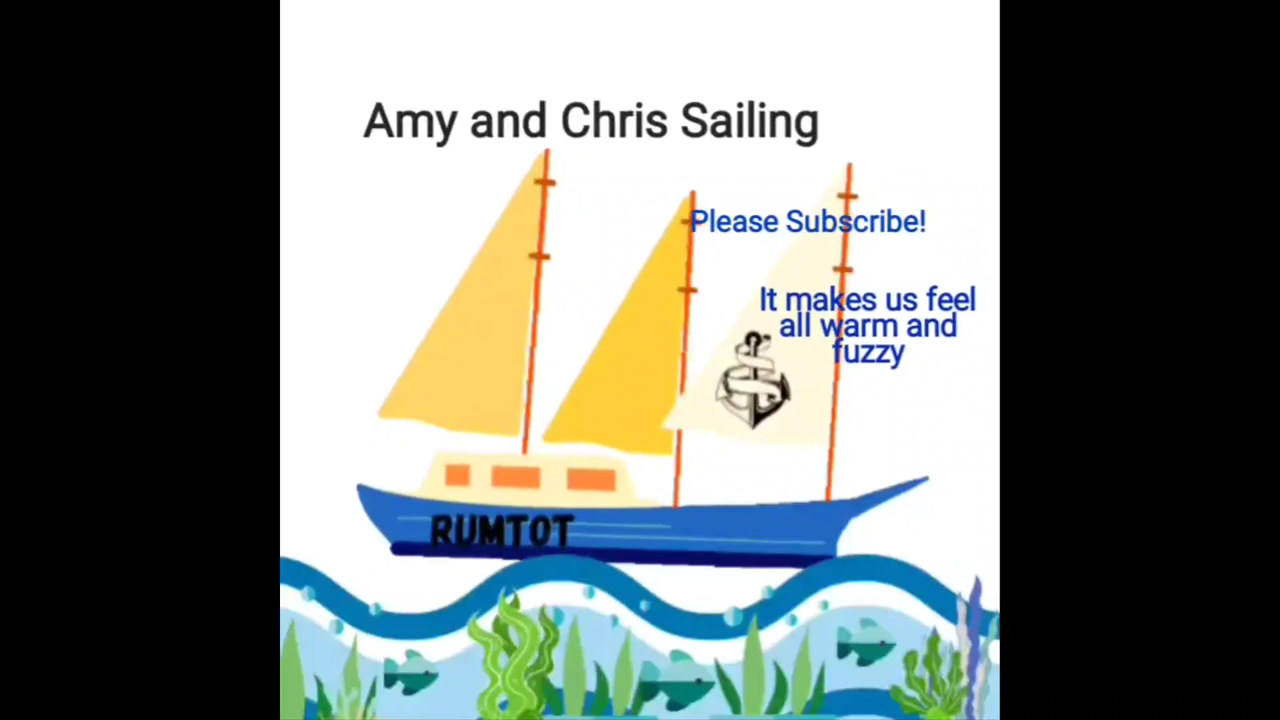 Amy and Chris Sailing
Please Subscribe!
It makes us feel
all warm and
fuzzy
RUMTOT